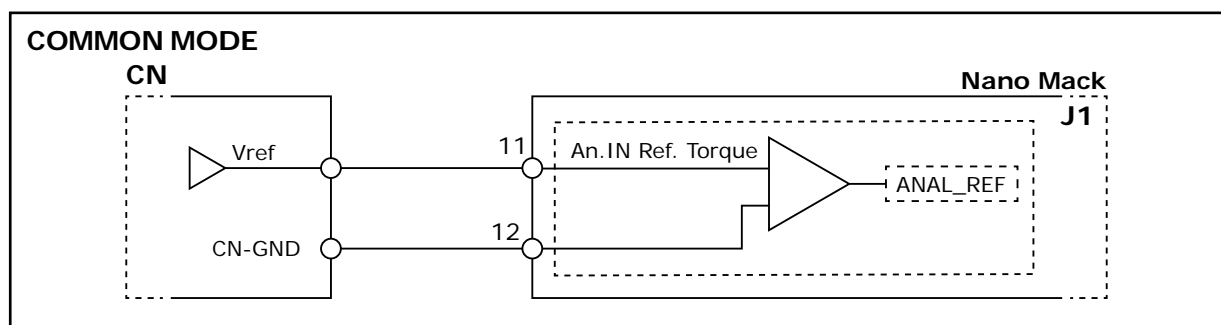 COMMON MODE
CN
Nano Mack
J1
Vref
11
An.IN Ref. Torque
ANAL_REF
CN-GND
12